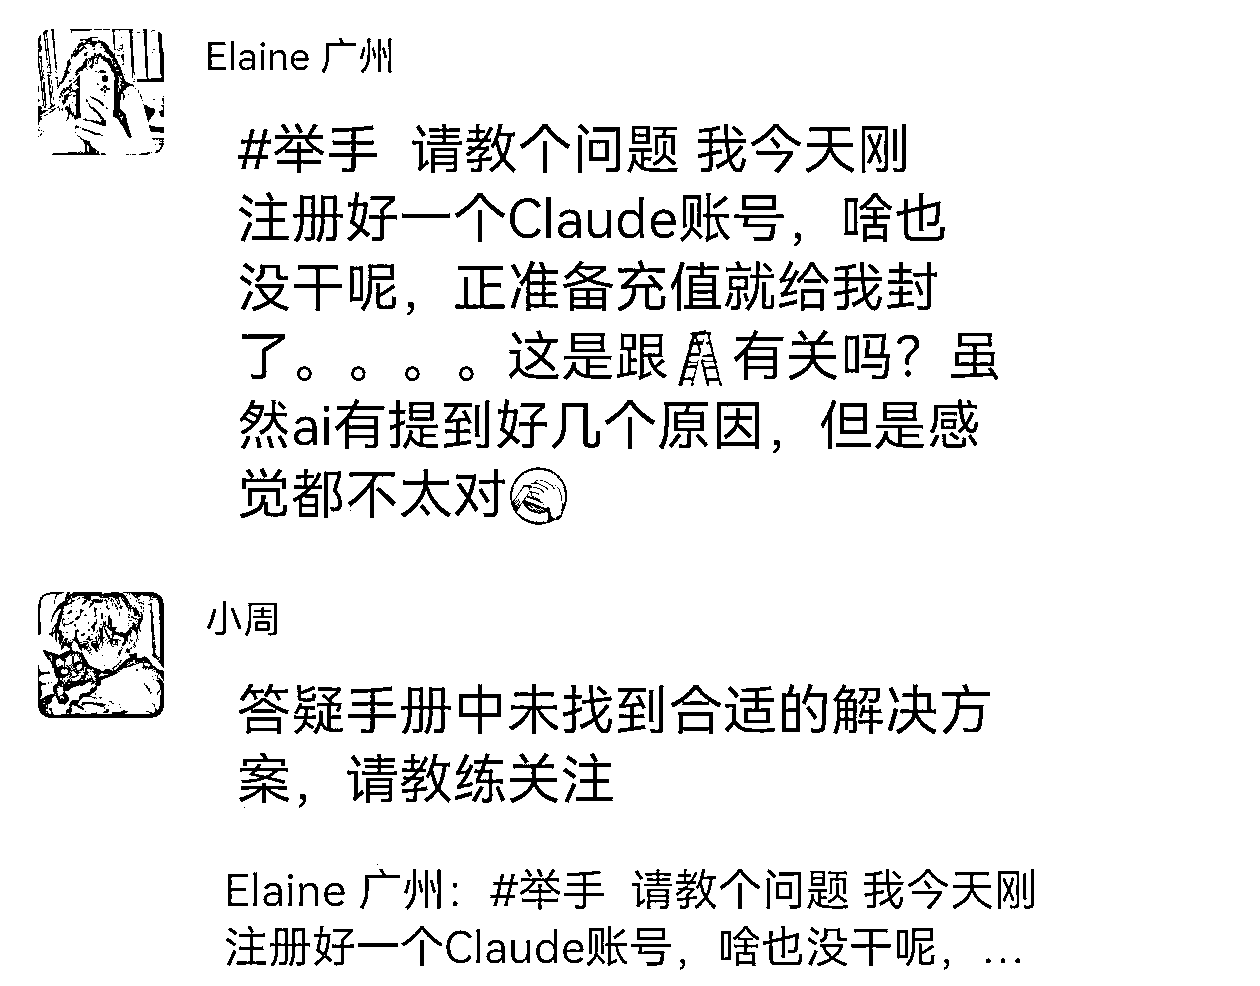 Elaine 广州
#举手 请教个问题 我今天刚
注册好一个Claude账号，啥也
没干呢，正准备充值就给我封
了。。。。这是跟🪜有关吗？虽
然ai有提到好几个原因，但是感
觉都不太对🤦
小周
答疑手册中未找到合适的解决方
案，请教练关注
Elaine 广州：#举手 请教个问题 我今天刚
注册好一个Claude账号，啥也没干呢，...